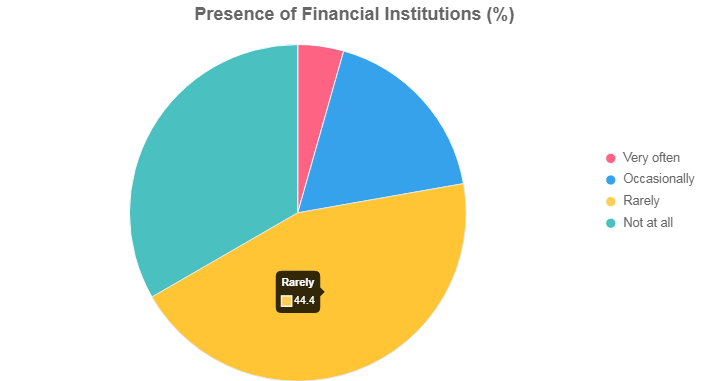 Presence of Financial Institutions (%)
Very often
Occasionally
Rarely
Not at all
Rarely
44.4